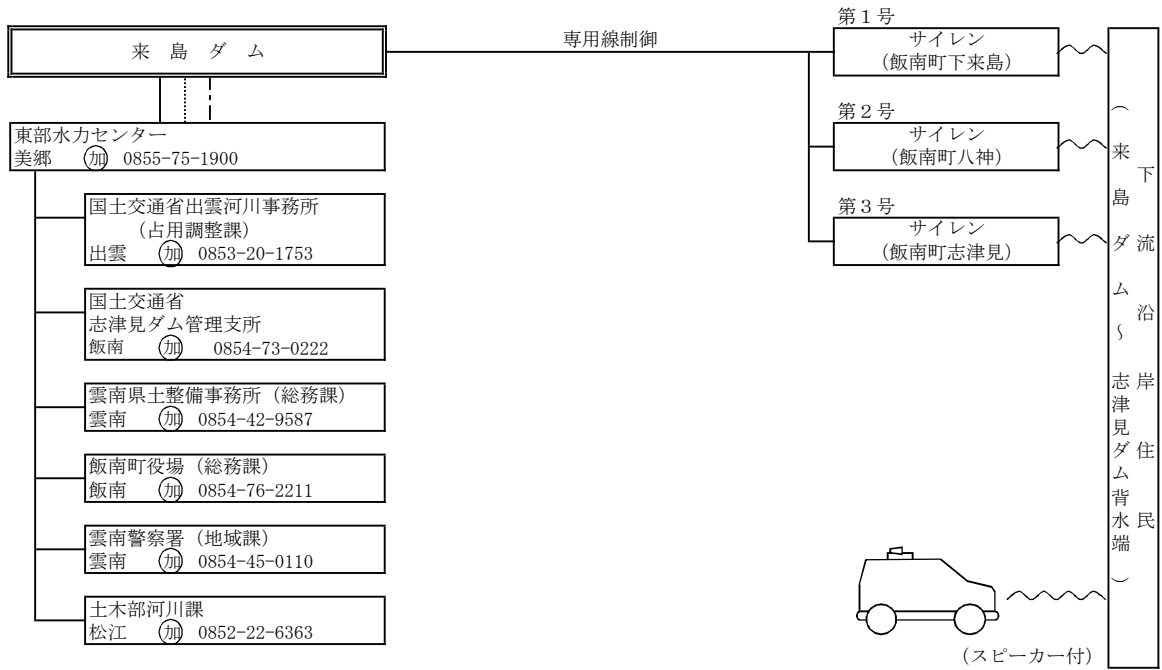 来 島 ダ ム
東部水力センター
美郷 加 0855-75-1900
国土交通省出雲河川事務所
(占用調整課)
出雲 加 0853-20-1753
国土交通省
志津見ダム管理支所
飯南 加 0854-73-0222
雲南県土整備事務所(総務課)
雲南 加 0854-42-9587
飯南町役場(総務課)
飯南 加 0854-76-2211
雲南警察署(地域課)
雲南 加 0854-45-0110
土木部河川課
松江 加 0852-22-6363
専用線制御
第1号
サイレン
(飯南町下来島)
第2号
サイレン
(飯南町八神)
第3号
サイレン
(飯南町志津見)
下流沿岸住民
(来島ダム~志津見ダム背水端)
(スピーカー付)